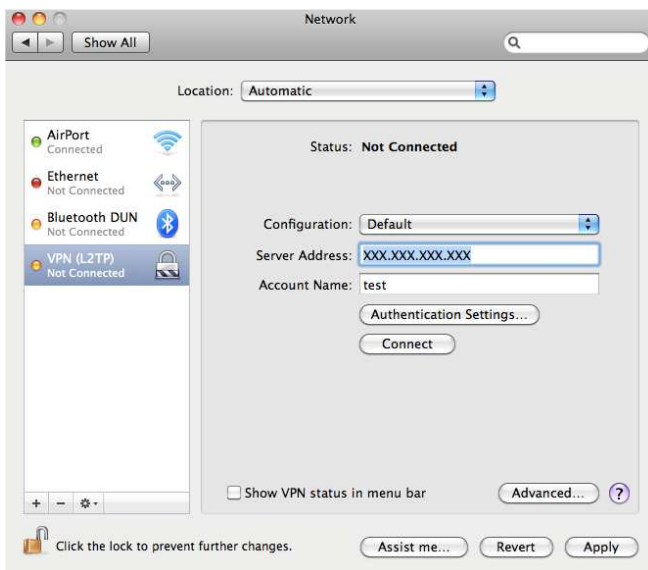 Network
Show All
Location: Automatic
AirPort
Connected
Ethernet
Not Connected
Bluetooth DUN
Not Connected
VPN (L2TP)
Not Connected
Status: Not Connected
Configuration: Default
Server Address: XXX.XXX.XXX.XXX
Account Name: test
Authentication Settings...
Connect
Show VPN status in menu bar
Advanced... ?
+ −
Click the lock to prevent further changes.
Assist me... Revert Apply